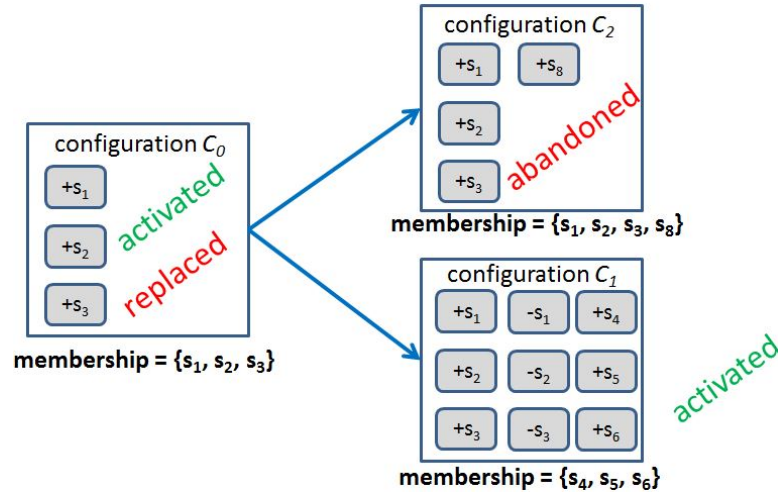 configuration C₂
+s₁ +s₈
+s₂
+s₃
abandoned
membership = {s₁, s₂, s₃, s₈}
configuration C₀
+s₁
+s₂
+s₃
activated
replaced
membership = {s₁, s₂, s₃}
configuration C₁
+s₁ -s₁ +s₄
+s₂ -s₂ +s₅
+s₃ -s₃ +s₆
activated
membership = {s₄, s₅, s₆}